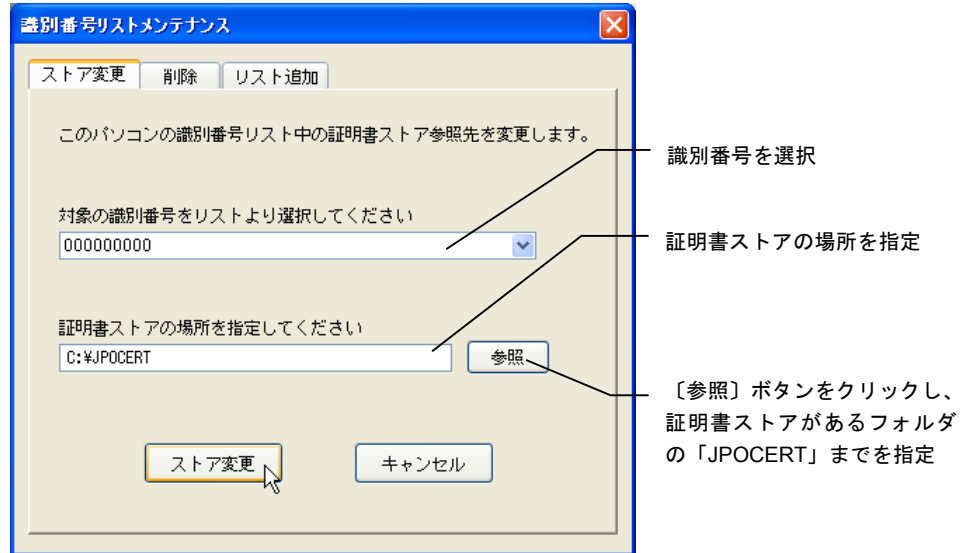 識別番号リストメンテナンス
ストア変更 削除 リスト追加
このパソコンの識別番号リスト中の証明書ストア参照先を変更します。
識別番号を選択
対象の識別番号をリストより選択してください
000000000
証明書ストアの場所を指定
証明書ストアの場所を指定してください
C:¥JPOCERT
参照
〔参照〕ボタンをクリックし、
証明書ストアがあるフォルダ
の「JPOCERT」までを指定
ストア変更 キャンセル